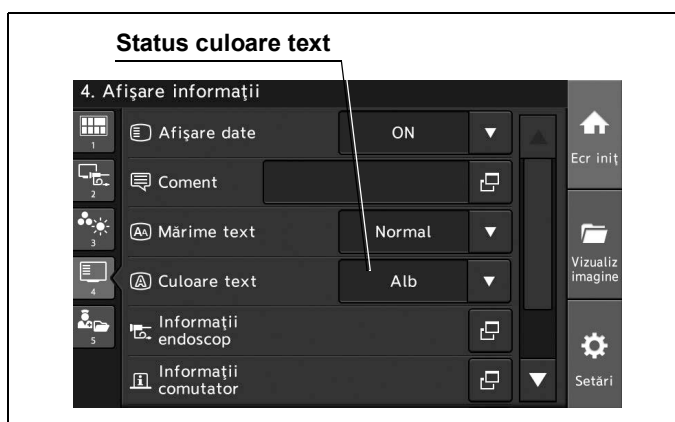 Status culoare text
4. Afişare informaţii
1
Afişare date
ON
Ecr iniţ
2
Coment
3
Aa Mărime text
Normal
Vizualiz
imagine
4
A Culoare text
Alb
5
Informaţii
endoscop
Informaţii
comutator
Setări